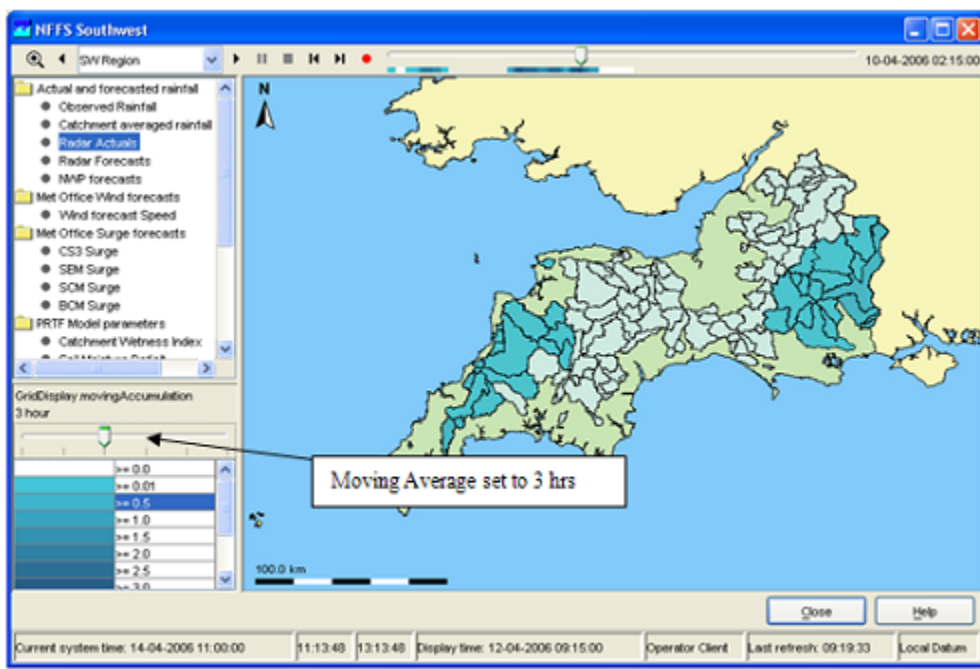 NFFS Southwest
SW Region
10-04-2006 02:15:00
Actual and forecasted rainfall
Observed Rainfall
Catchment averaged rainfall
Radar Actuals
Radar Forecasts
NWP forecasts
Met Office Wind forecasts
Wind forecast Speed
Met Office Surge forecasts
CS3 Surge
SEM Surge
SCM Surge
BCM Surge
PRTF Model parameters
Catchment Wetness Index
N
GridDisplay.movingAccumulation
3 hour
>= 0.0
>= 0.01
>= 0.5
>= 1.0
>= 1.5
>= 2.0
>= 2.5
>= 3.0
Moving Average set to 3 hrs
100.0 km
Close
Help
Current system time: 14-04-2006 11:00:00
11:13:48
13:13:48
Display time: 12-04-2006 09:15:00
Operator Client
Last refresh: 09:19:33
Local Datum